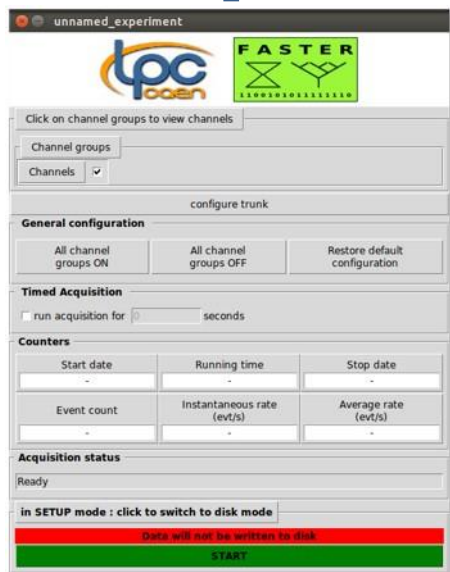 unnamed_experiment
LPC
CAEN
FASTER
110010101111110
Click on channel groups to view channels
Channel groups
Channels
configure trunk
General configuration
All channel
groups ON
All channel
groups OFF
Restore default
configuration
Timed Acquisition
run acquisition for 0 seconds
Counters
Start date Running time Stop date
- - -
Event count Instantaneous rate
(evt/s) Average rate
(evt/s)
- - -
Acquisition status
Ready
in SETUP mode : click to switch to disk mode
Data will not be written to disk
START